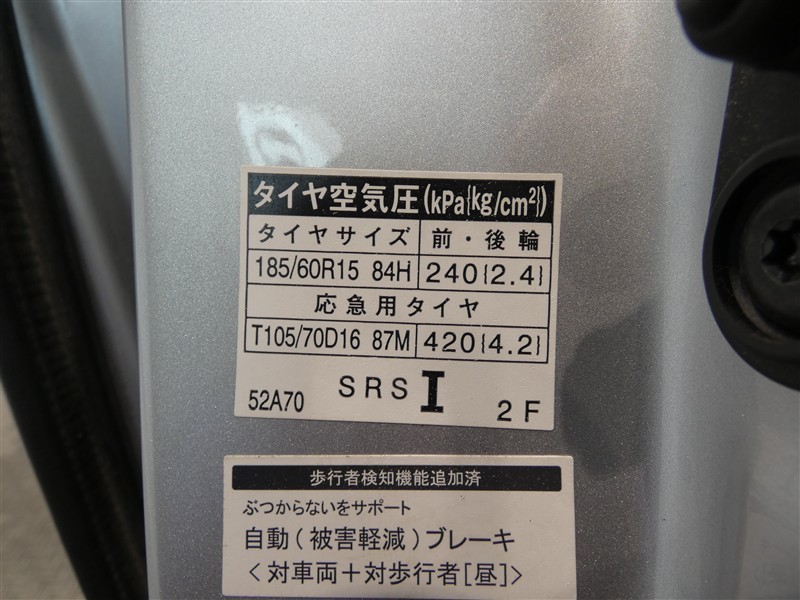 タイヤ空気圧(kPa{kg/cm²})
タイヤサイズ 前・後輪
185/60R15 84H 240{2.4}
応急用タイヤ
T105/70D16 87M 420{4.2}
52A70 SRS I 2F
歩行者検知機能追加済
ぶつからないをサポート
自動(被害軽減)ブレーキ
<対車両+対歩行者[昼]>